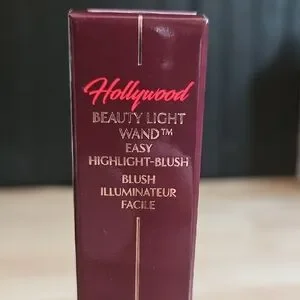 Hollywood
BEAUTY LIGHT
WAND™
EASY
HIGHLIGHT-BLUSH
BLUSH
ILLUMINATEUR
FACILE